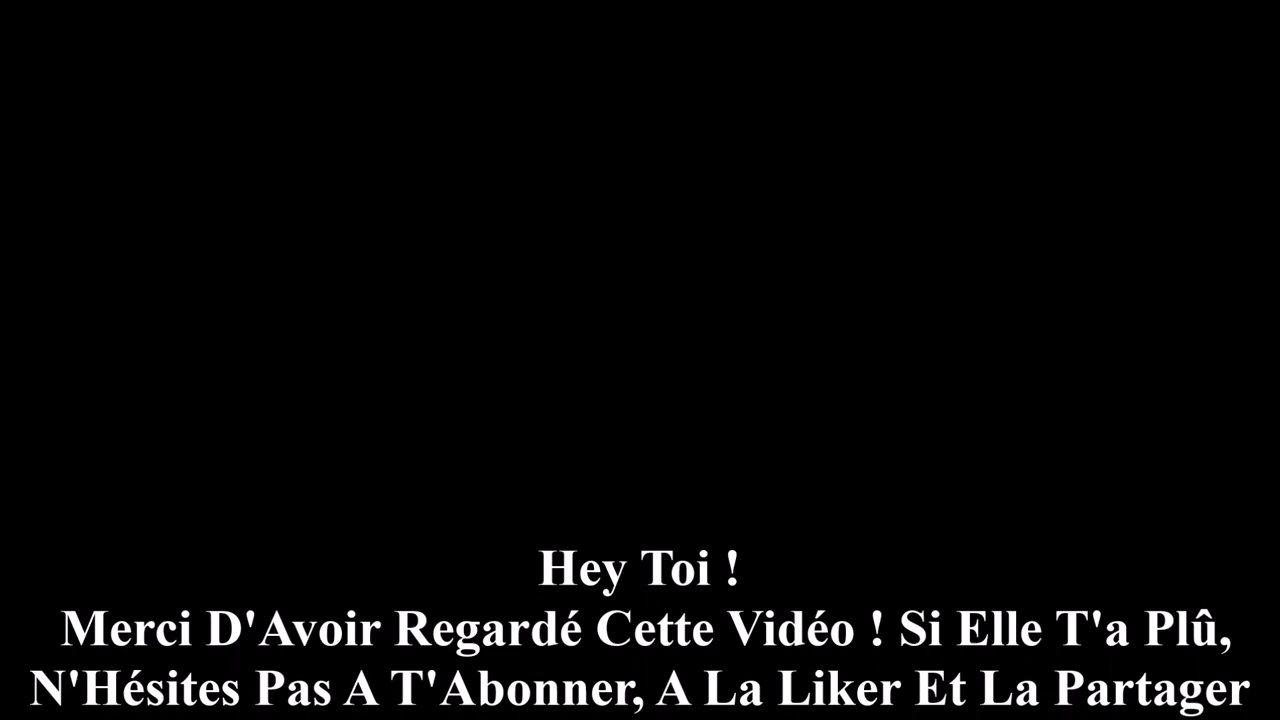 Hey Toi !
Merci D'Avoir Regardé Cette Vidéo ! Si Elle T'a Plû,
N'Hésites Pas A T'Abonner, A La Liker Et La Partager